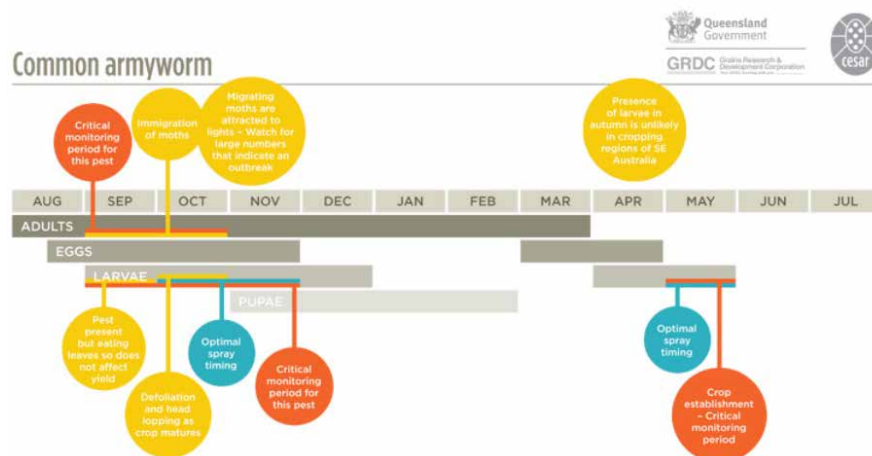 Queensland
Government
GRDC
Grains Research &
Development Corporation
cesar
Common armyworm
Critical
monitoring
period for
this pest
Immigration
of moths
Migrating
moths are
attracted to
lights – Watch for
large numbers
that indicate an
outbreak
Presence
of larvae in
autumn is unlikely
in cropping
regions of SE
Australia
AUG SEP OCT NOV DEC JAN FEB MAR APR MAY JUN JUL
ADULTS
EGGS
LARVAE
PUPAE
Pest
present
but eating
leaves so does
not affect
yield
Defoliation
and head
lopping as
crop matures
Optimal
spray
timing
Critical
monitoring
period for
this pest
Optimal
spray
timing
Crop
establishment
– Critical
monitoring
period